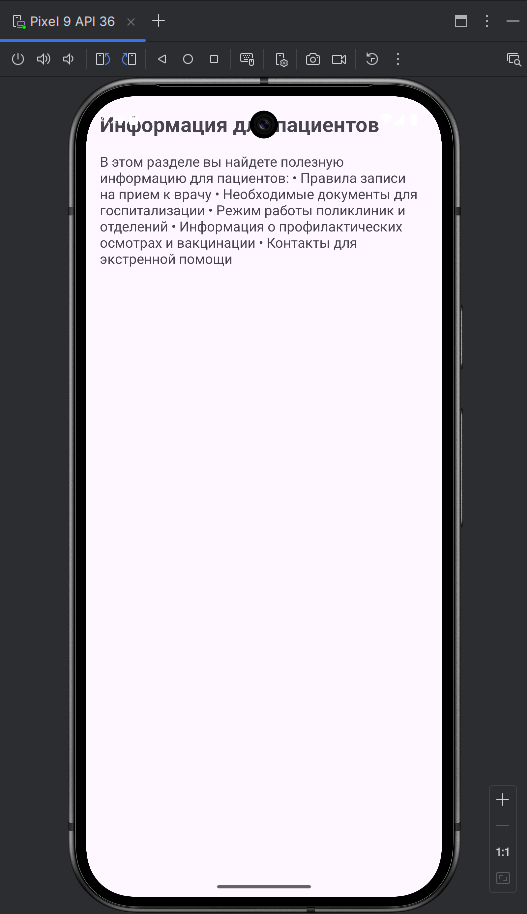 Pixel 9 API 36
Информация для пациентов
В этом разделе вы найдете полезную
информацию для пациентов: • Правила записи
на прием к врачу • Необходимые документы для
госпитализации • Режим работы поликлиник и
отделений • Информация о профилактических
осмотрах и вакцинации • Контакты для
экстренной помощи
1:1